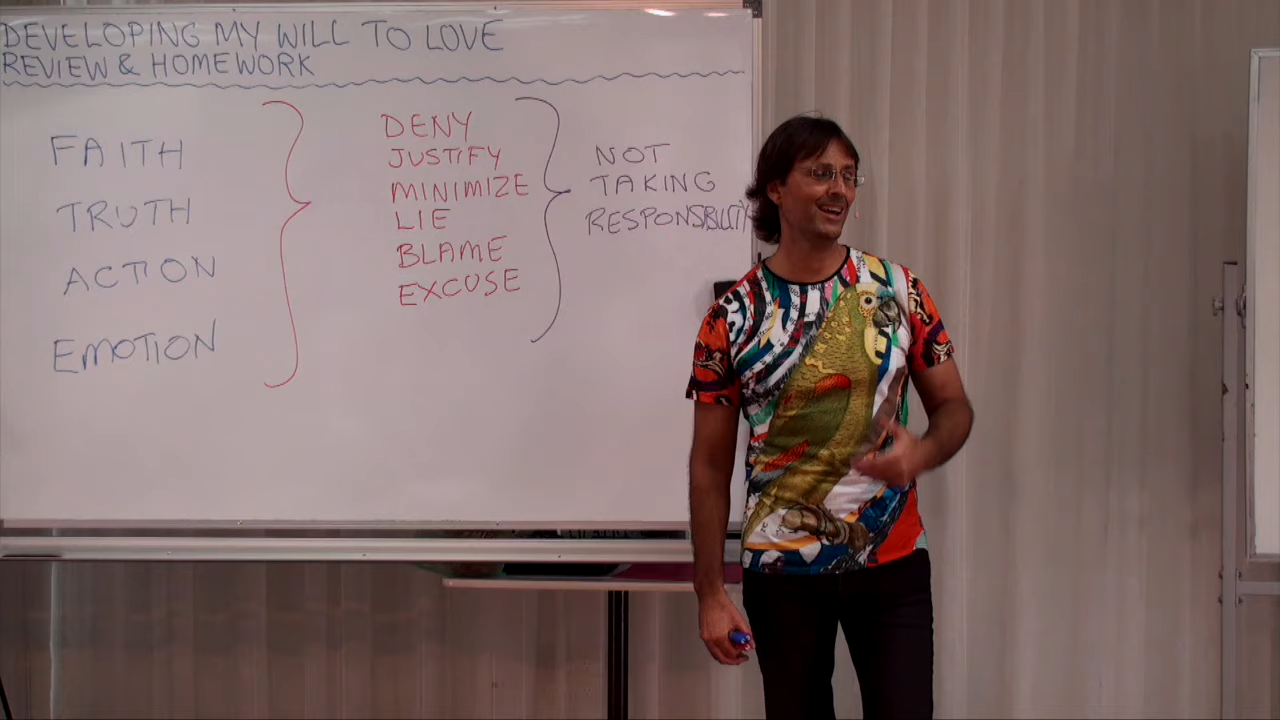 DEVELOPING MY WILL TO LOVE
REVIEW & HOMEWORK
FAITH
TRUTH
ACTION
EMOTION
DENY
JUSTIFY
MINIMIZE
LIE
BLAME
EXCUSE
NOT
TAKING
RESPONSIBILITY